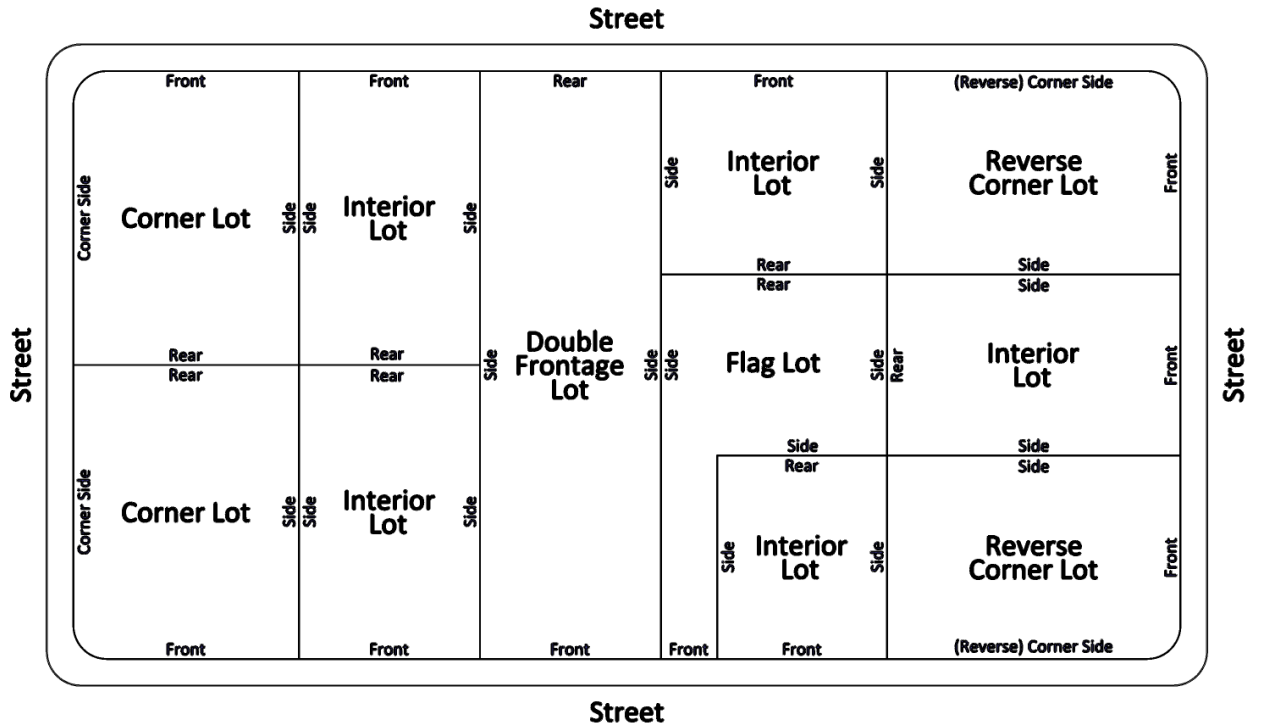 Street
Front
Front
Rear
Front
(Reverse) Corner Side
Corner Side
Corner Lot
Side
Side
Interior
Lot
Side
Side
Interior
Lot
Side
Reverse
Corner Lot
Front
Rear
Side
Rear
Side
Street
Rear
Rear
Rear
Rear
Side
Double
Frontage
Lot
Side
Side
Flag Lot
Side
Rear
Interior
Lot
Front
Street
Side
Side
Rear
Side
Corner Side
Corner Lot
Side
Side
Interior
Lot
Side
Side
Interior
Lot
Side
Reverse
Corner Lot
Front
Front
Front
Front
Front
Front
(Reverse) Corner Side
Street